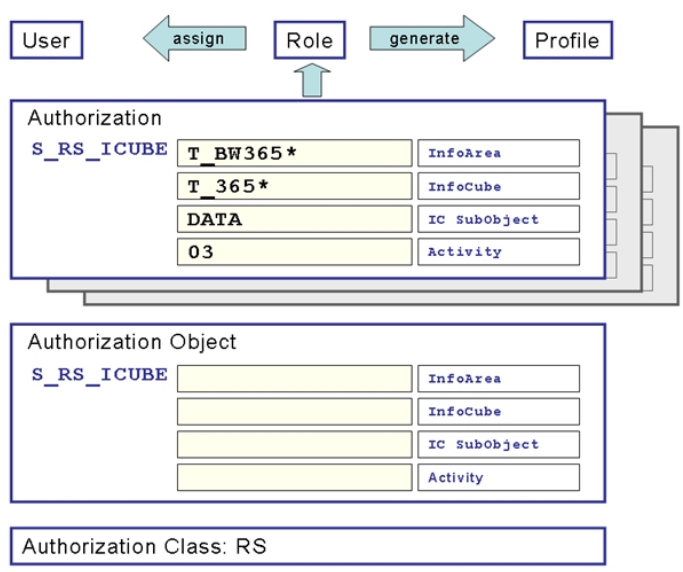 User assign Role generate Profile
Authorization
S_RS_ICUBE T_BW365* InfoArea
T_365* InfoCube
DATA IC SubObject
03 Activity
Authorization Object
S_RS_ICUBE InfoArea
InfoCube
IC SubObject
Activity
Authorization Class: RS